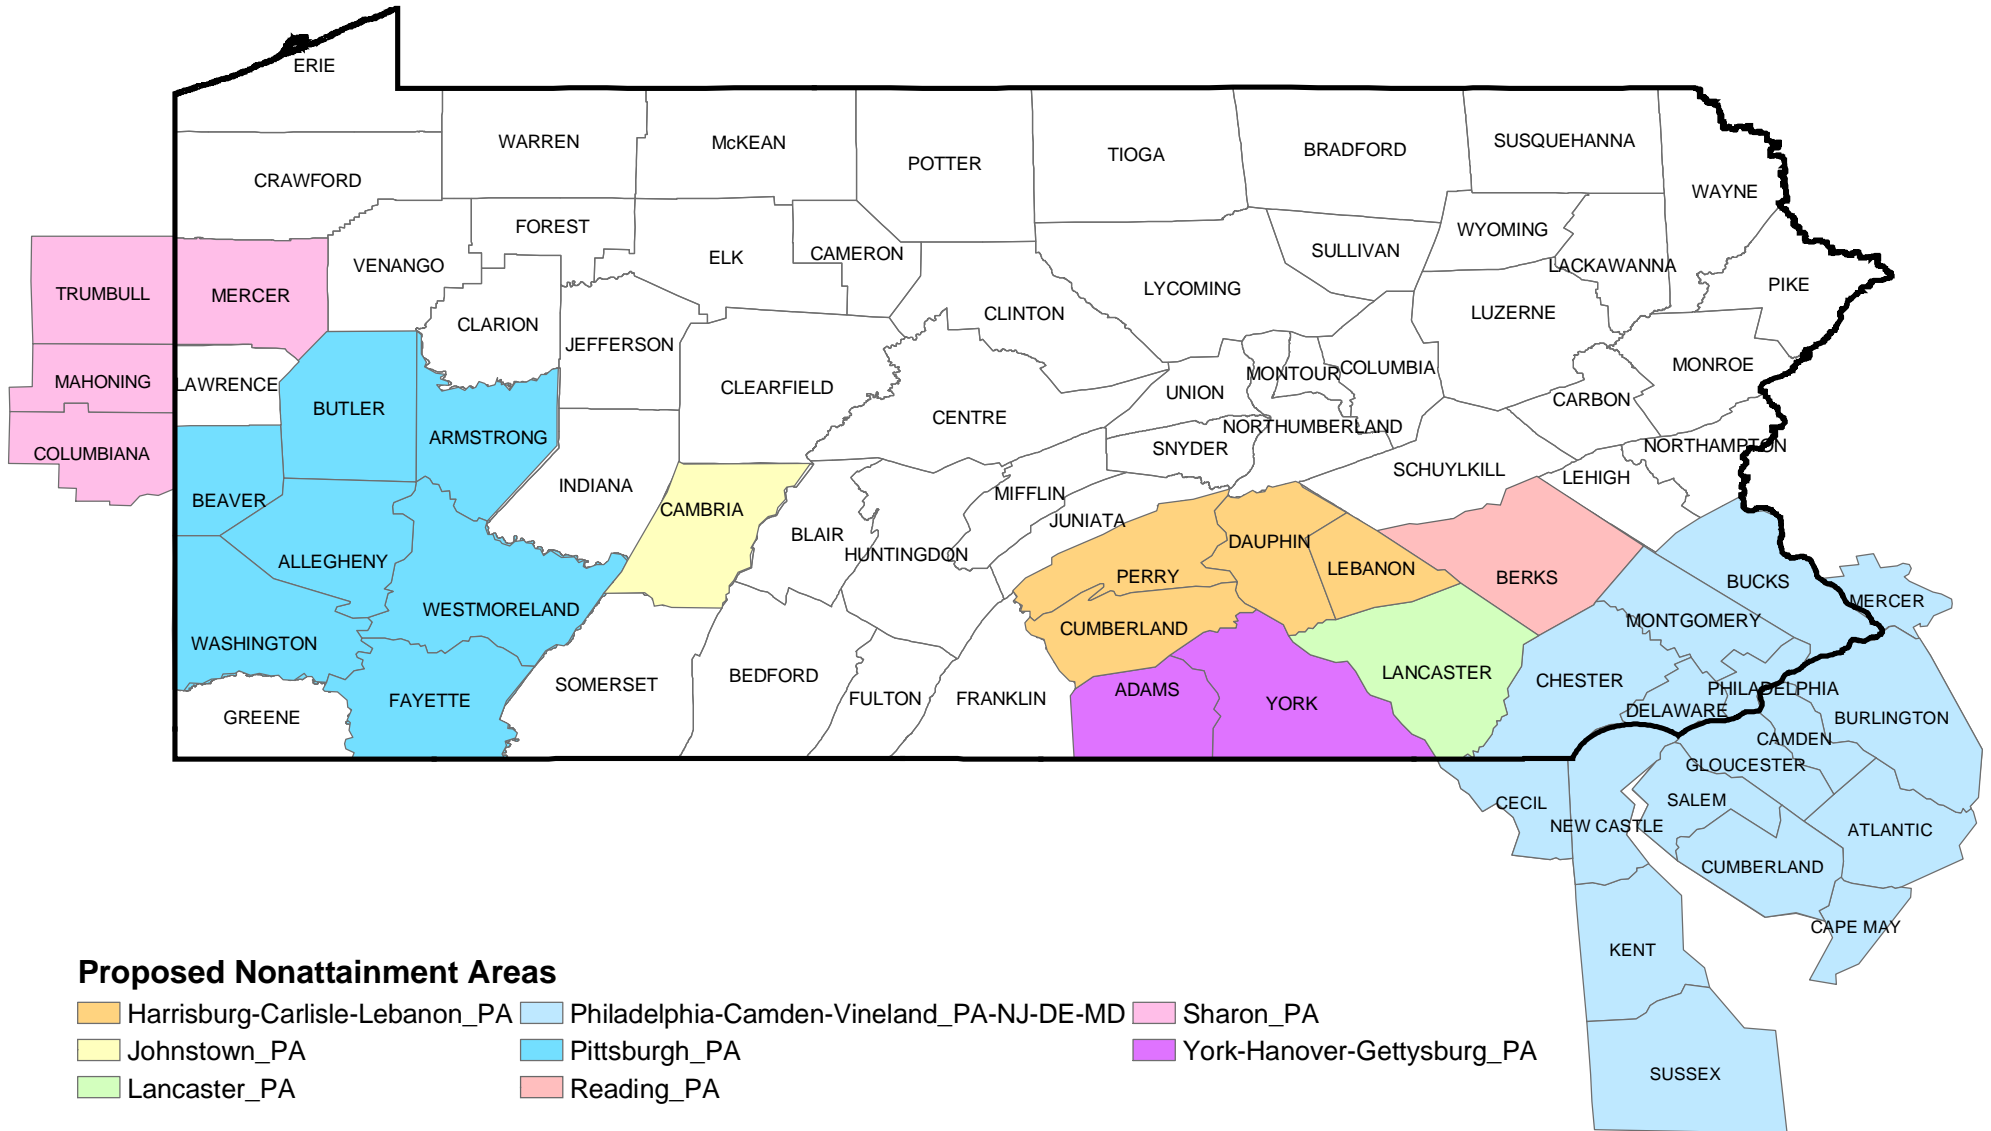 ERIE
WARREN
McKEAN
POTTER
TIOGA
BRADFORD
SUSQUEHANNA
WAYNE
CRAWFORD
FOREST
VENANGO
ELK
CAMERON
SULLIVAN
WYOMING
LACKAWANNA
PIKE
TRUMBULL
MERCER
CLARION
JEFFERSON
CLINTON
LYCOMING
LUZERNE
MONROE
MAHONING
LAWRENCE
BUTLER
CLEARFIELD
CENTRE
UNION
MONTOUR
COLUMBIA
CARBON
COLUMBIANA
ARMSTRONG
SNYDER
NORTHUMBERLAND
SCHUYLKILL
LEHIGH
NORTHAMPTON
BEAVER
INDIANA
CAMBRIA
BLAIR
HUNTINGDON
MIFFLIN
JUNIATA
ALLEGHENY
PERRY
DAUPHIN
LEBANON
BERKS
BUCKS
MERCER
WASHINGTON
WESTMORELAND
CUMBERLAND
MONTGOMERY
GREENE
FAYETTE
SOMERSET
BEDFORD
FULTON
FRANKLIN
ADAMS
YORK
LANCASTER
CHESTER
PHILADELPHIA
DELAWARE
BURLINGTON
CAMDEN
GLOUCESTER
CECIL
NEW CASTLE
SALEM
ATLANTIC
CUMBERLAND
CAPE MAY
KENT
SUSSEX
Proposed Nonattainment Areas
Harrisburg-Carlisle-Lebanon_PA
Johnstown_PA
Lancaster_PA
Philadelphia-Camden-Vineland_PA-NJ-DE-MD
Pittsburgh_PA
Reading_PA
Sharon_PA
York-Hanover-Gettysburg_PA